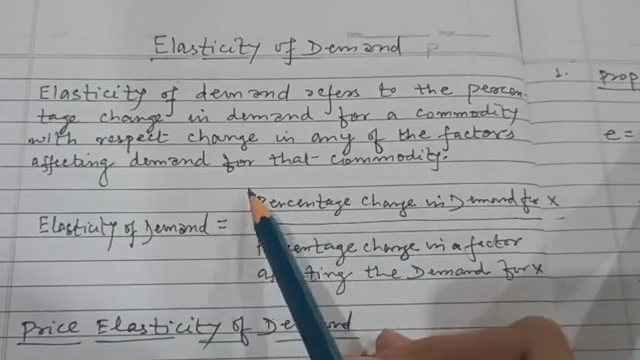 Elasticity of Demand
Elasticity of demand refers to the percen-
tage change in demand for a commodity
with respect change in any of the factors
affecting demand for that commodity.
Elasticity of Demand =
Percentage change in Demand for X
Percentage change in a factor
affecting the Demand for X
Price Elasticity of Demand
1. prop
e =